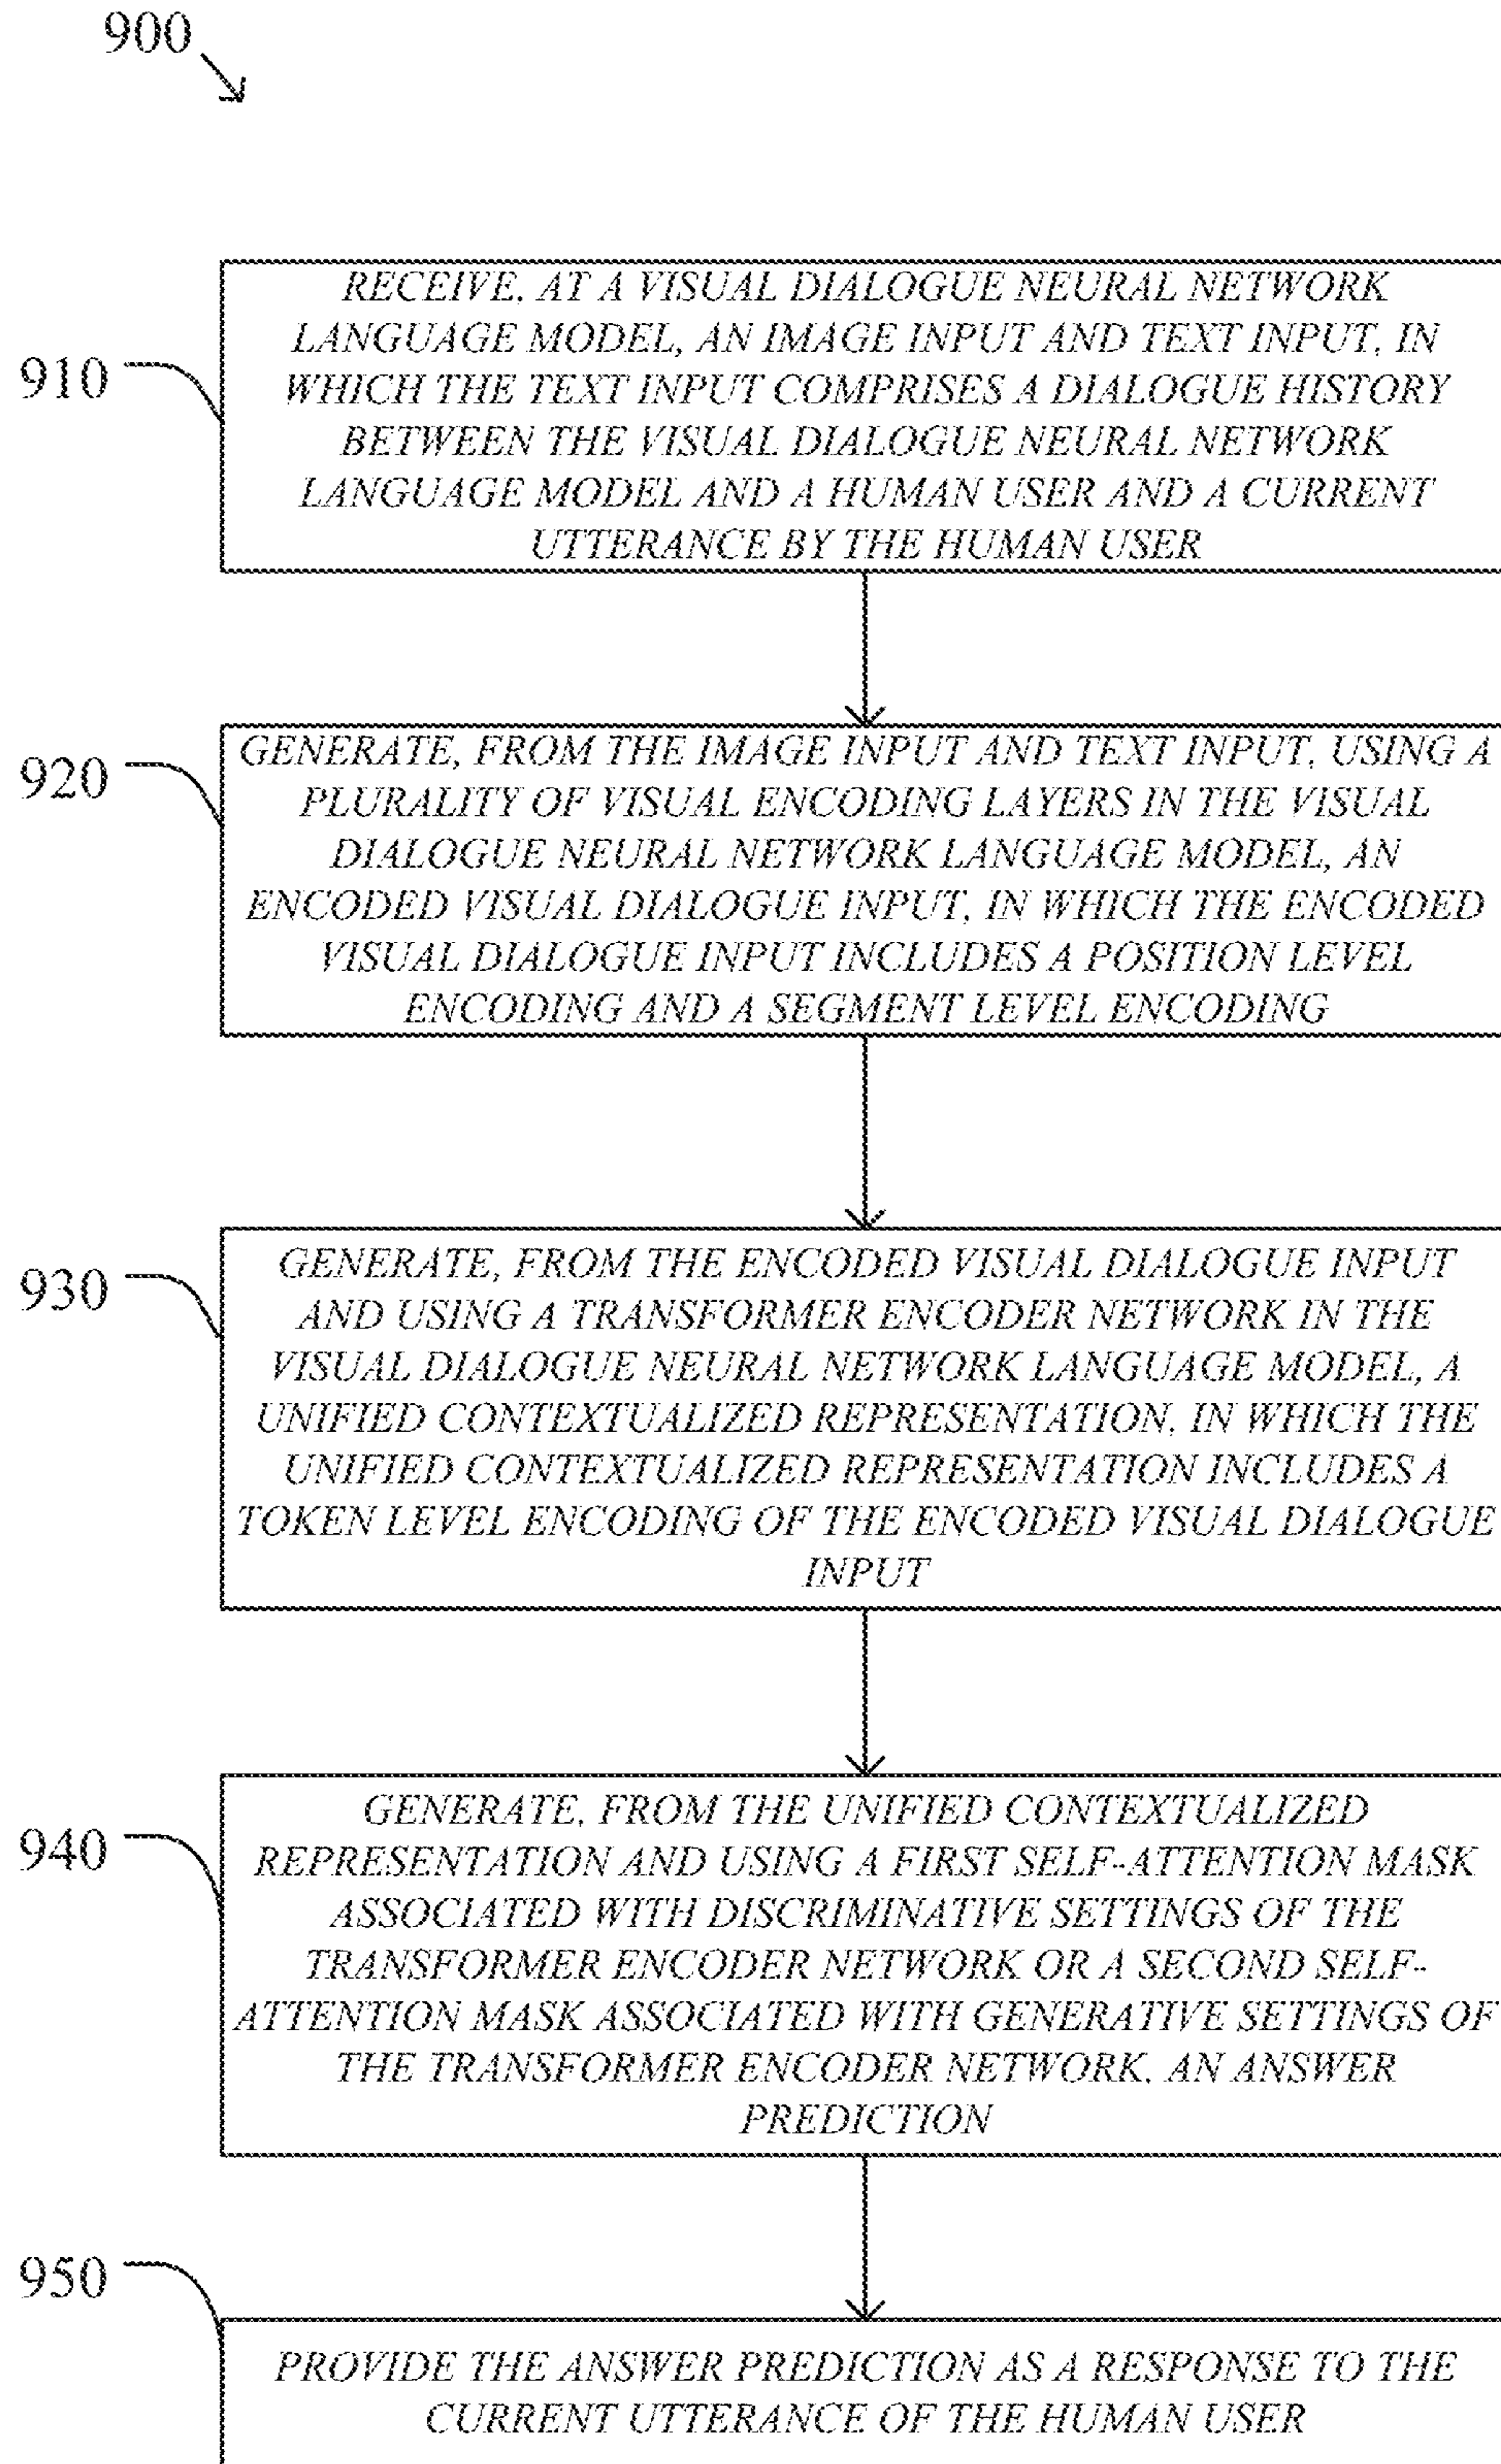 900
910
RECEIVE, AT A VISUAL DIALOGUE NEURAL NETWORK
LANGUAGE MODEL, AN IMAGE INPUT AND TEXT INPUT, IN
WHICH THE TEXT INPUT COMPRISES A DIALOGUE HISTORY
BETWEEN THE VISUAL DIALOGUE NEURAL NETWORK
LANGUAGE MODEL AND A HUMAN USER AND A CURRENT
UTTERANCE BY THE HUMAN USER
920
GENERATE, FROM THE IMAGE INPUT AND TEXT INPUT, USING A
PLURALITY OF VISUAL ENCODING LAYERS IN THE VISUAL
DIALOGUE NEURAL NETWORK LANGUAGE MODEL, AN
ENCODED VISUAL DIALOGUE INPUT, IN WHICH THE ENCODED
VISUAL DIALOGUE INPUT INCLUDES A POSITION LEVEL
ENCODING AND A SEGMENT LEVEL ENCODING
930
GENERATE, FROM THE ENCODED VISUAL DIALOGUE INPUT
AND USING A TRANSFORMER ENCODER NETWORK IN THE
VISUAL DIALOGUE NEURAL NETWORK LANGUAGE MODEL, A
UNIFIED CONTEXTUALIZED REPRESENTATION, IN WHICH THE
UNIFIED CONTEXTUALIZED REPRESENTATION INCLUDES A
TOKEN LEVEL ENCODING OF THE ENCODED VISUAL DIALOGUE
INPUT
940
GENERATE, FROM THE UNIFIED CONTEXTUALIZED
REPRESENTATION AND USING A FIRST SELF-ATTENTION MASK
ASSOCIATED WITH DISCRIMINATIVE SETTINGS OF THE
TRANSFORMER ENCODER NETWORK OR A SECOND SELF-
ATTENTION MASK ASSOCIATED WITH GENERATIVE SETTINGS OF
THE TRANSFORMER ENCODER NETWORK, AN ANSWER
PREDICTION
950
PROVIDE THE ANSWER PREDICTION AS A RESPONSE TO THE
CURRENT UTTERANCE OF THE HUMAN USER